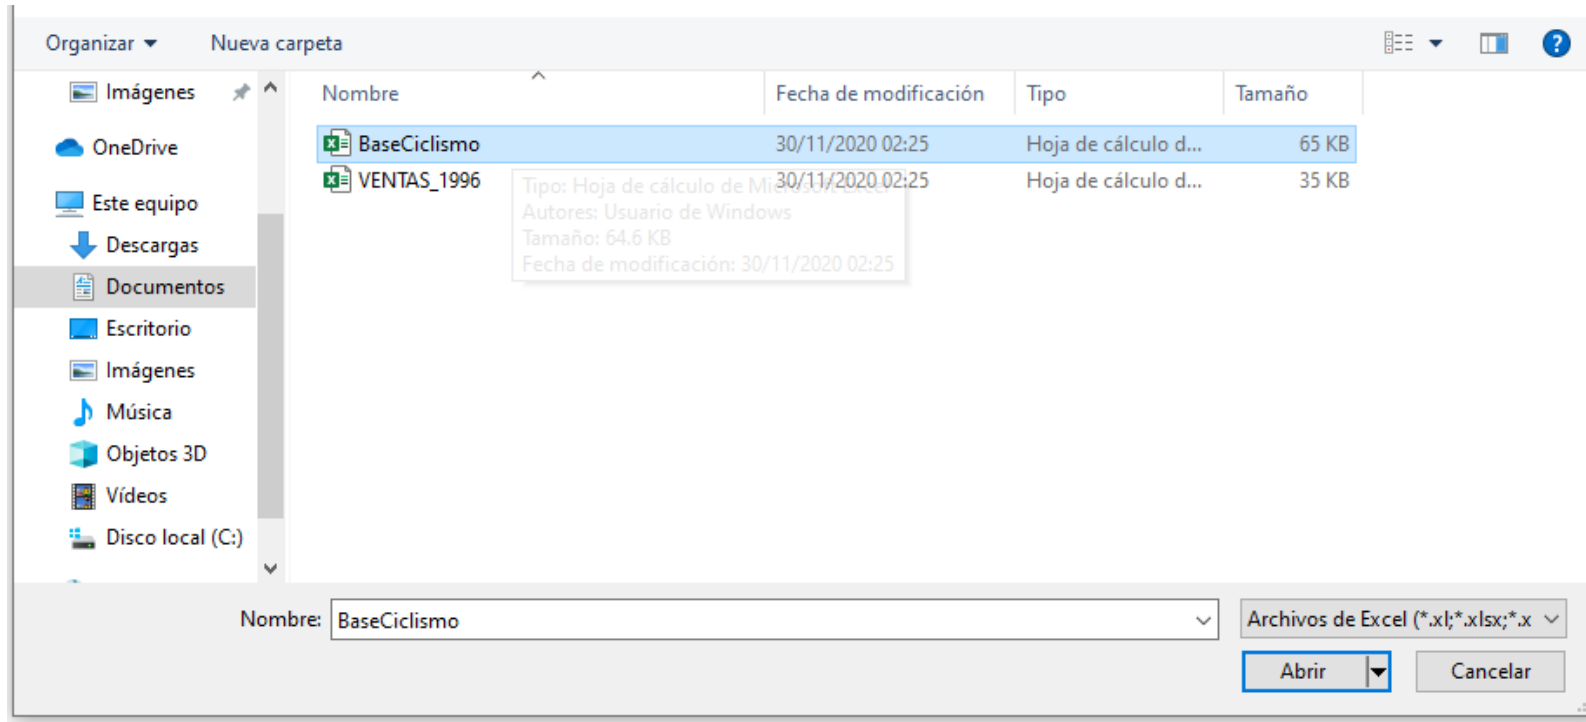 Organizar Nueva carpeta
Imágenes
OneDrive
Este equipo
Descargas
Documentos
Escritorio
Imágenes
Música
Objetos 3D
Vídeos
Disco local (C:)
Nombre Fecha de modificación Tipo Tamaño
BaseCiclismo 30/11/2020 02:25 Hoja de cálculo d... 65 KB
VENTAS_1996 30/11/2020 02:25 Hoja de cálculo d... 35 KB
Tipo: Hoja de cálculo de Microsoft Excel
Autores: Usuario de Windows
Tamaño: 64.6 KB
Fecha de modificación: 30/11/2020 02:25
Nombre: BaseCiclismo Archivos de Excel (*.xl;*.xlsx;*.x
Abrir Cancelar